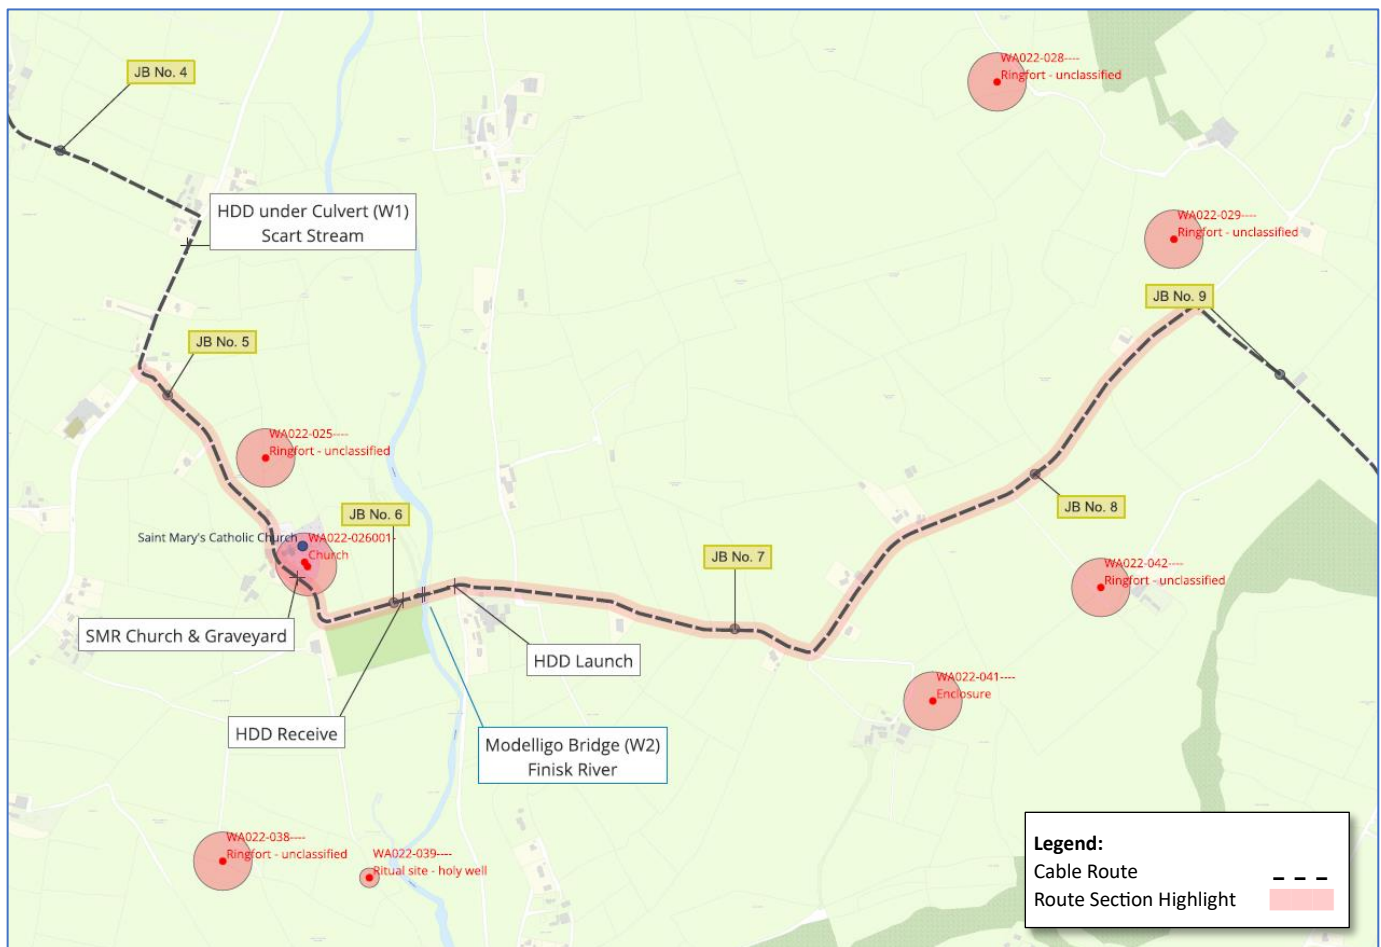 WA022-028----
Ringfort - unclassified
JB No. 4
HDD under Culvert (W1)
Scart Stream
WA022-029----
Ringfort - unclassified
JB No. 9
JB No. 5
WA022-025----
Ringfort - unclassified
JB No. 6
Saint Mary's Catholic Church
WA022-026001-
Church
JB No. 8
JB No. 7
WA022-042----
Ringfort - unclassified
SMR Church & Graveyard
HDD Launch
WA022-041----
Enclosure
HDD Receive
Modelligo Bridge (W2)
Finisk River
WA022-038----
Ringfort - unclassified
WA022-039----
Ritual site - holy well
Legend:
Cable Route
Route Section Highlight